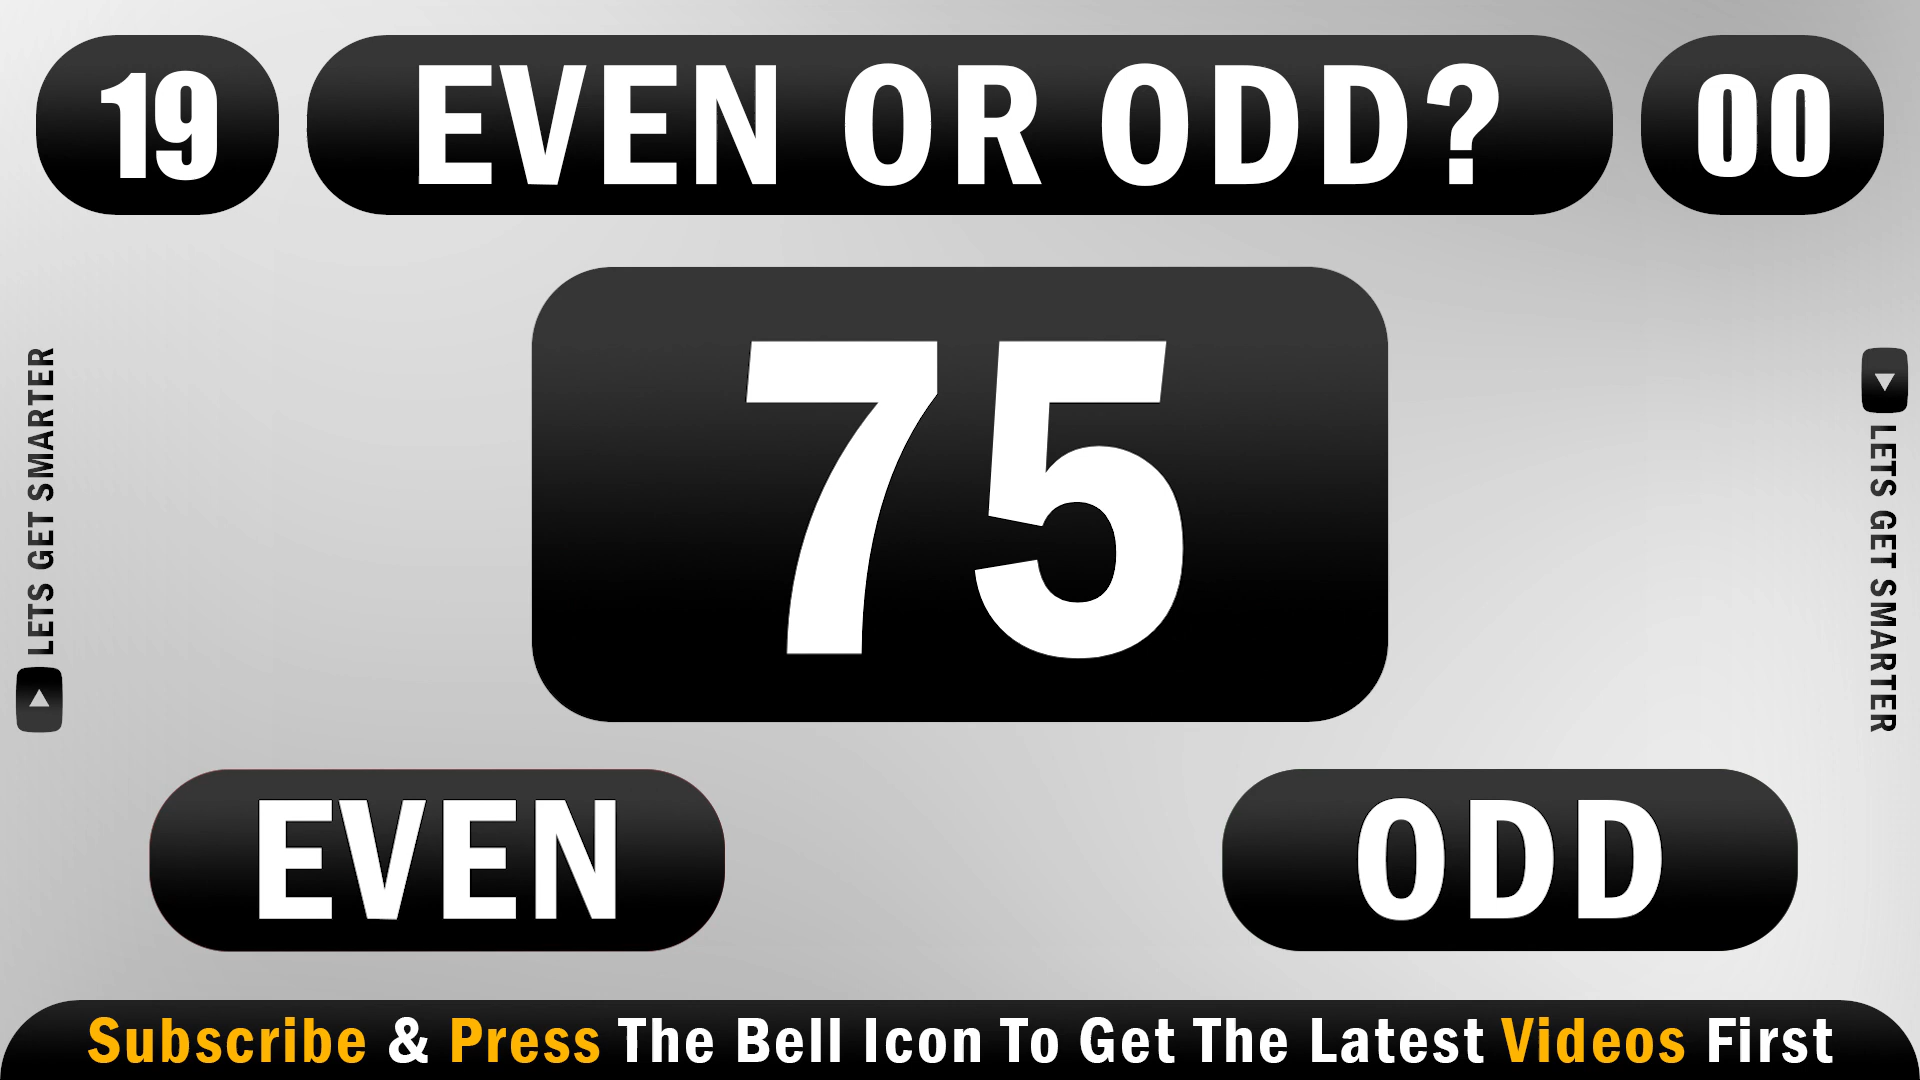 19
EVEN OR ODD?
00
LETS GET SMARTER
75
LETS GET SMARTER
EVEN
ODD
Subscribe & Press The Bell Icon To Get The Latest Videos First